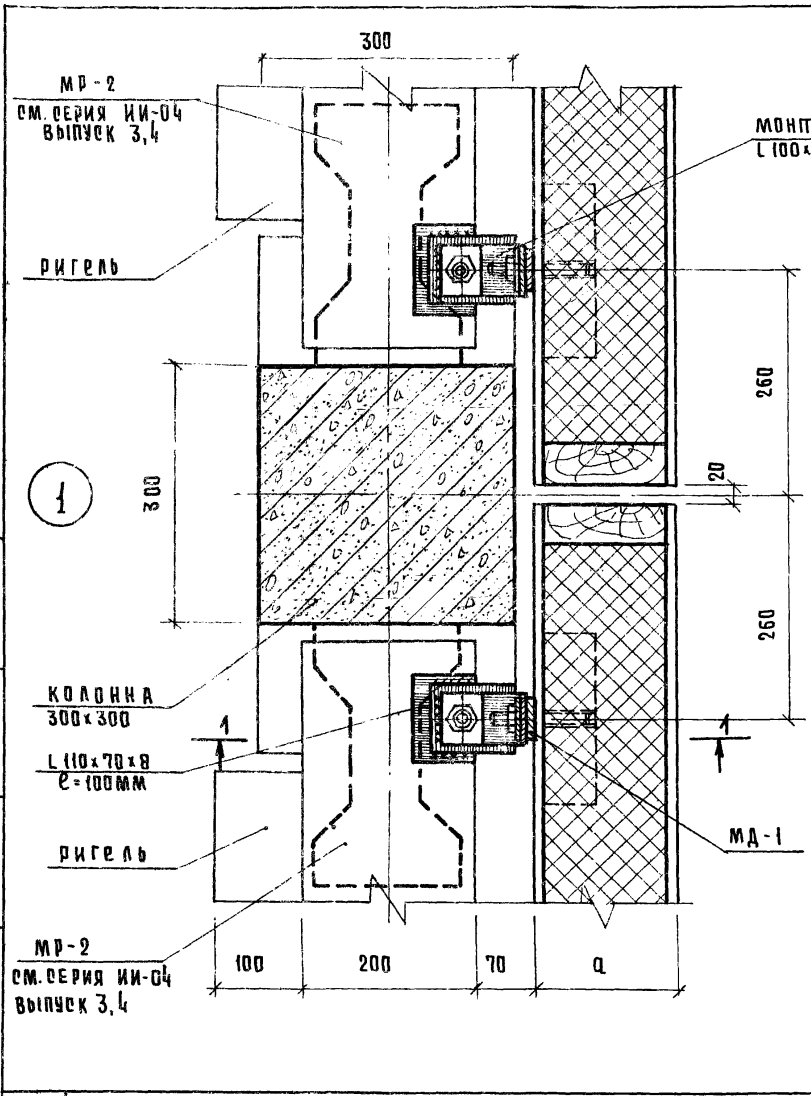 300
МР-2
СМ. СЕРИЯ ИИ-04
ВЫПУСК 3,4
L 100×
РИГЕЛЬ
260
300
1
20
260
КОЛОННА
300×300
1
1
L 110×70×8
ℓ=100ММ
РИГЕЛЬ
МД-1
МР-2
СМ. СЕРИЯ ИИ-04
ВЫПУСК 3,4
100
200
70
a